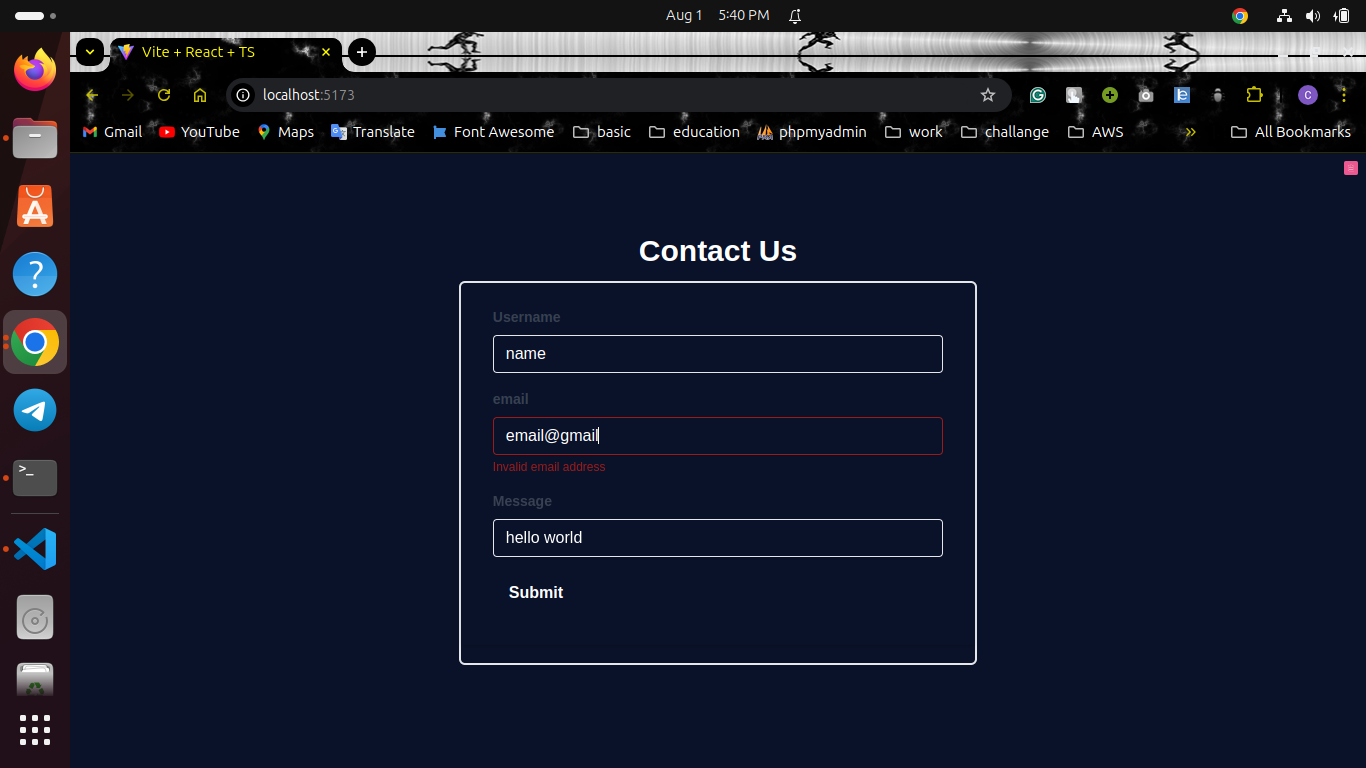 Aug 1 5:40 PM
Vite + React + TS
localhost:5173
Gmail YouTube Maps Translate Font Awesome basic education phpmyadmin work challange AWS All Bookmarks
Contact Us
Username
name
email
email@gmail
Invalid email address
Message
hello world
Submit